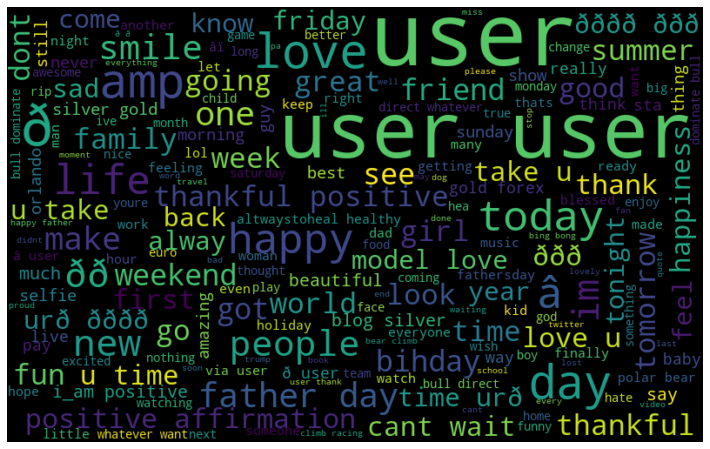 miss
come
know
friday
user
ðððð ððð
another
â â
âï
game
better
change
dont
still
night
pa
long
smile
love
summer
everything
amp
going
great
friend
show
really
good
well
please
thing
want
never
awesome
rip
sad
let
child
keep
right
direct whatever
true
monday
thats
think sta
big
bull dominate
silver gold
one
guy
user user
dominate bull
ð
man
ive
month
family
morning
sunday
many
stop
orlando
moment
nice
feeling
lol
week
best
see
getting
take u
ready
thank
happiness
life
travel
saturday
word
dog
gold forex
hea
blessed
enjoy
happy father
youre
thankful positive
done
fan
u take
work
back
altwaystoheal healthy
girl
today
made
didnt
make
alway
dad
food
music
bing bong
â user
hour
euro
woman
happy
model love
fathersday
ððð
lovely
quote
much
ðð
weekend
bad
thought
beautiful
coming
â
im
tonight
something
tomorrow
feel
selfie
first
even
play
end
face
look year
god
kid
proud
urð ðððð
amazing
got
world
blog silver
everyone
time
twitter
last
live
go
holiday
waiting
wish
love u
pay
new
nothing
people
trump
bear climb
bihday
way
boy
finally
baby
excited
soon
via user
ð user
team
book
watch
school
lost
polar bear
fun
u time
user thank
bull direct
day
hope
i_am positive
watching
father day
time urð
every
hate
say
positive affirmation
someone
cant wait
cant
home
funny
video
thankful
little
whatever want
next
climb racing